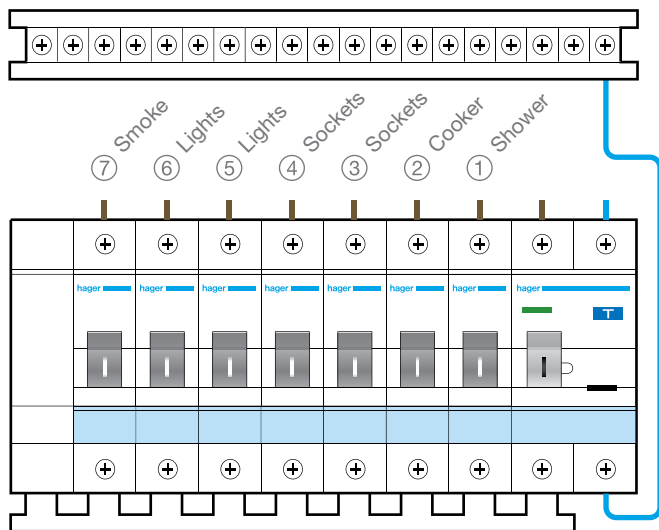 Smoke
Lights
Lights
Sockets
Sockets
Cooker
Shower
7
6
5
4
3
2
1
hager
hager
hager
hager
hager
hager
hager
hager
T